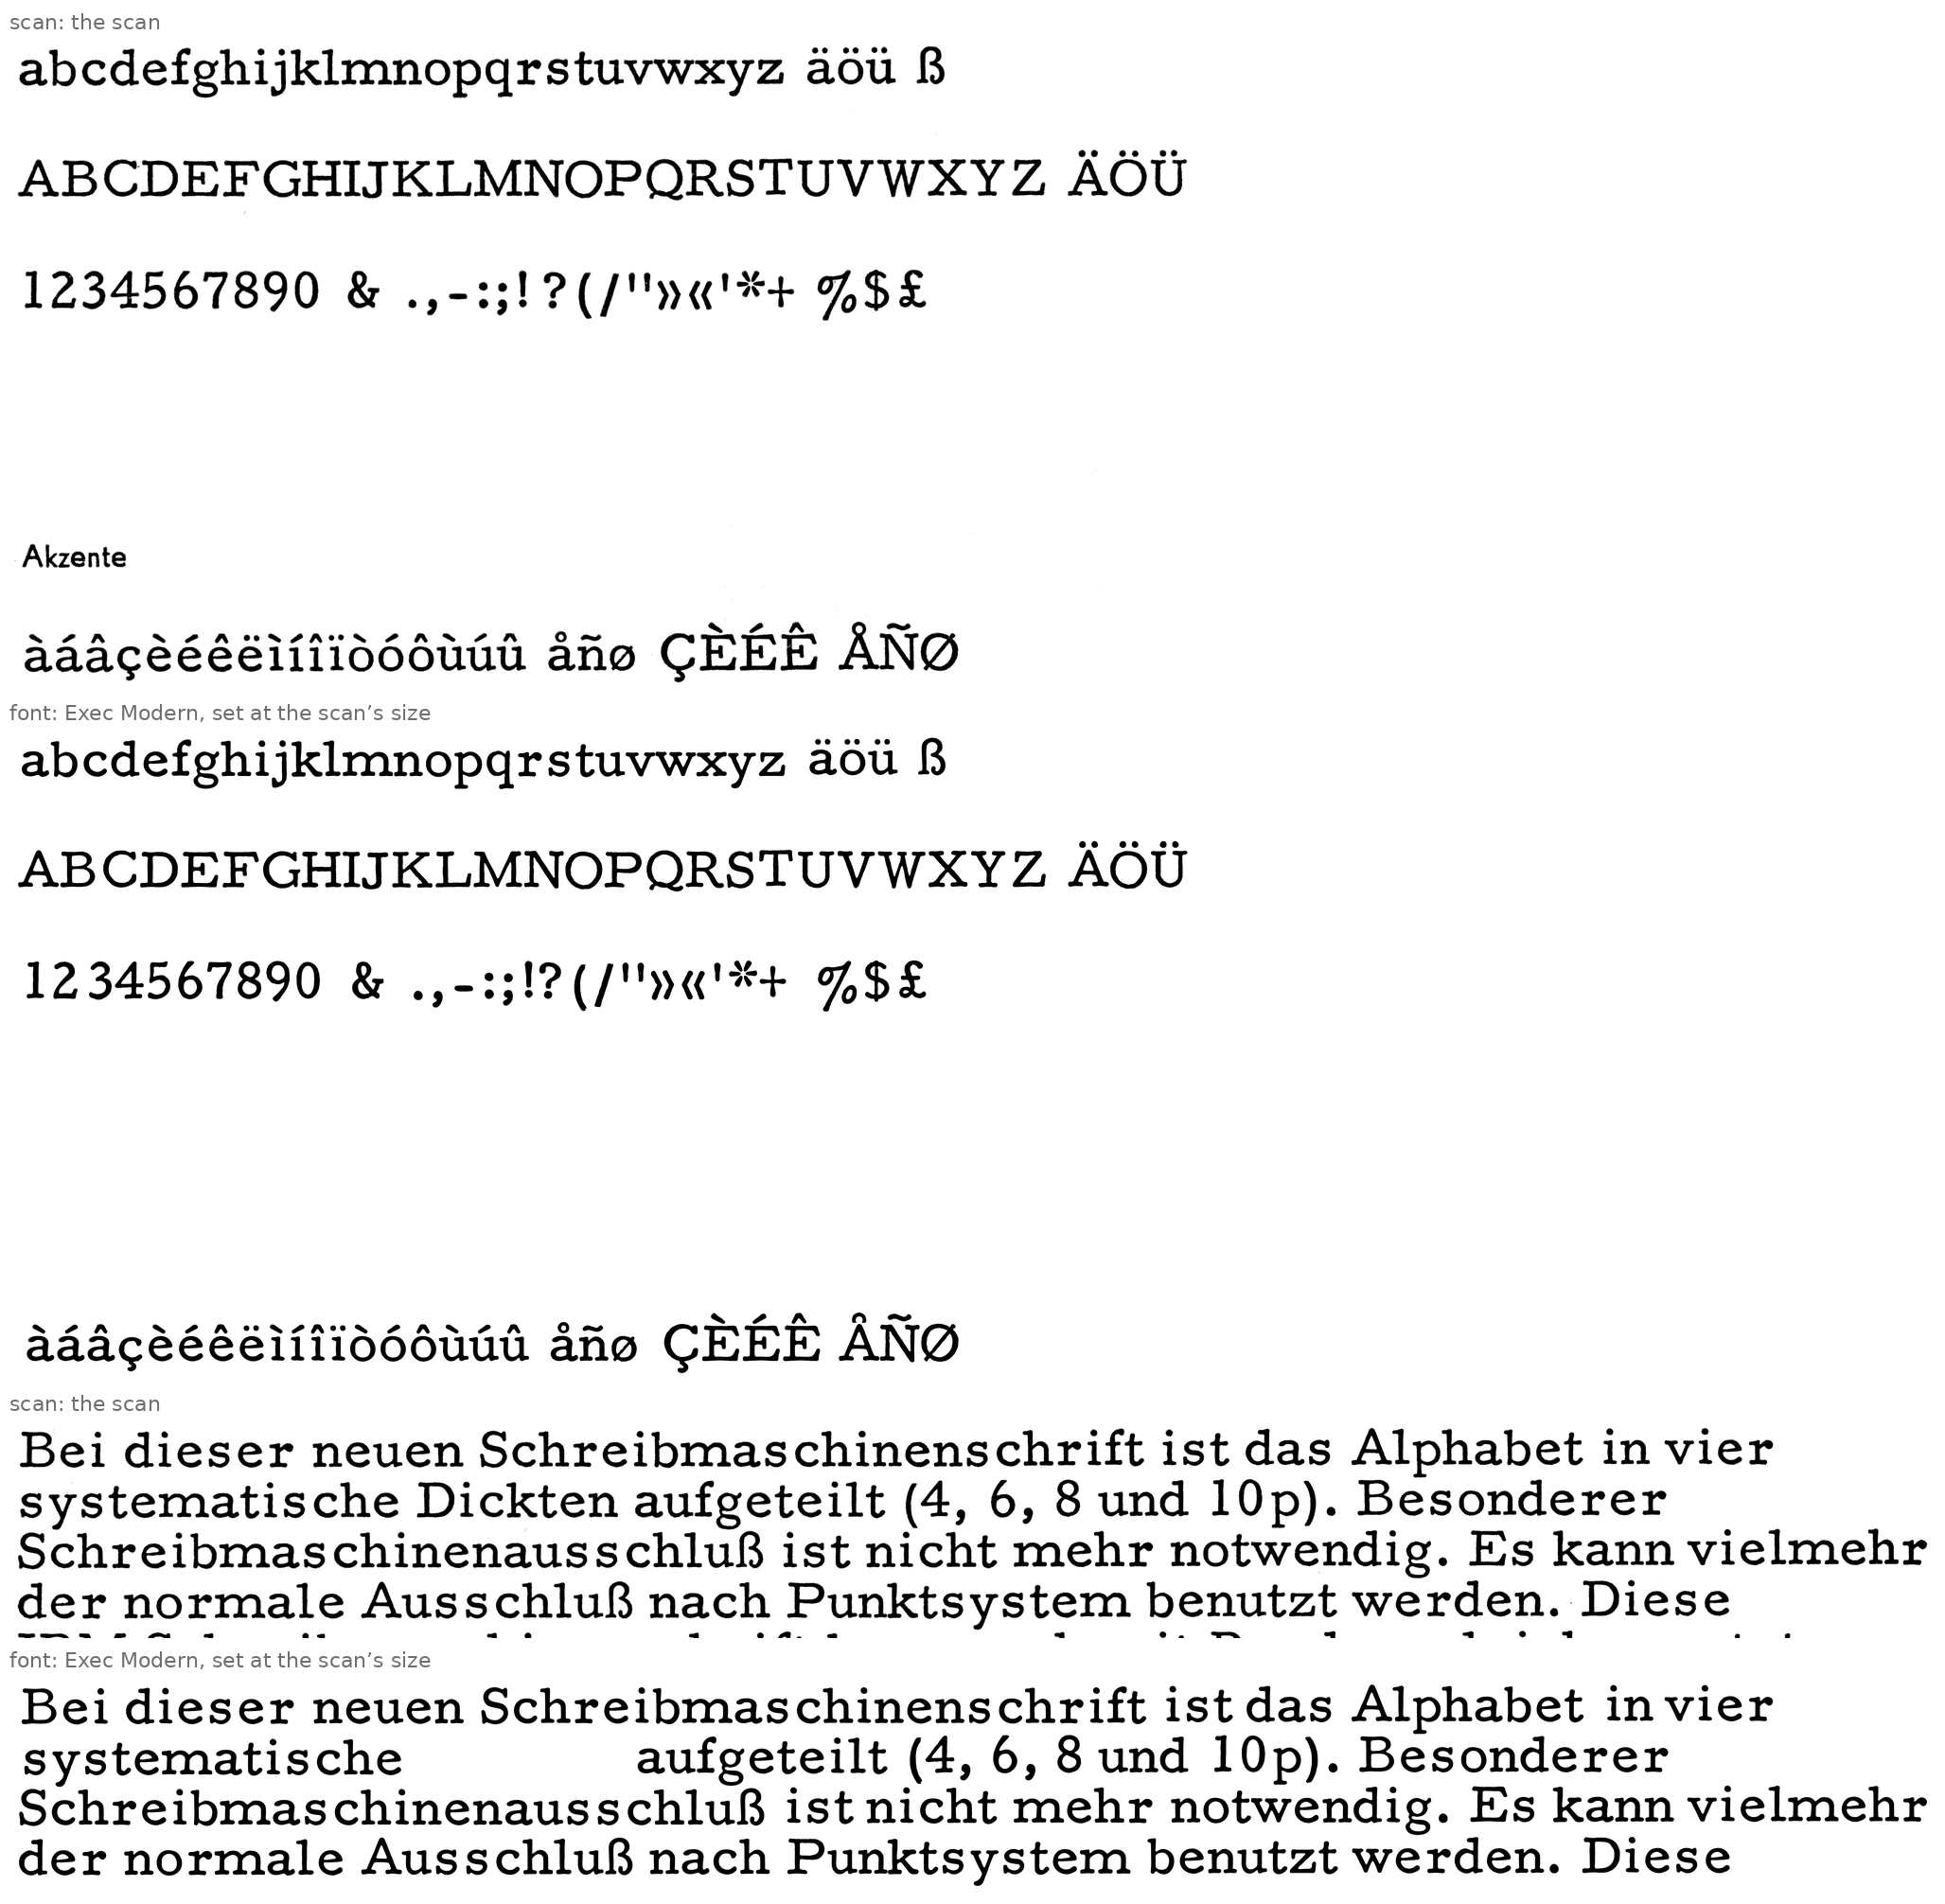 scan: the scan
abcdefghijklmnopqrstuvwxyz äöü ß
ABCDEFGHIJKLMNOPQRSTUVWXYZ ÄÖÜ
1234567890 & .,-:;!?(/"»«'*+ %$£
Akzente
àáâçèéêëìíîïòóôùúû åñø ÇÈÉÊ ÅÑØ
font: Exec Modern, set at the scan’s size
abcdefghijklmnopqrstuvwxyz äöü ß
ABCDEFGHIJKLMNOPQRSTUVWXYZ ÄÖÜ
1234567890 & .,-:;!?(/"»«'*+ %$£
àáâçèéêëìíîïòóôùúû åñø ÇÈÉÊ ÅÑØ
scan: the scan
Bei dieser neuen Schreibmaschinenschrift ist das Alphabet in vier
systematische Dickten aufgeteilt (4, 6, 8 und 10p). Besonderer
Schreibmaschinenausschluß ist nicht mehr notwendig. Es kann vielmehr
der normale Ausschluß nach Punktsystem benutzt werden. Diese
font: Exec Modern, set at the scan’s size
Bei dieser neuen Schreibmaschinenschrift ist das Alphabet in vier
systematische aufgeteilt (4, 6, 8 und 10p). Besonderer
Schreibmaschinenausschluß ist nicht mehr notwendig. Es kann vielmehr
der normale Ausschluß nach Punktsystem benutzt werden. Diese